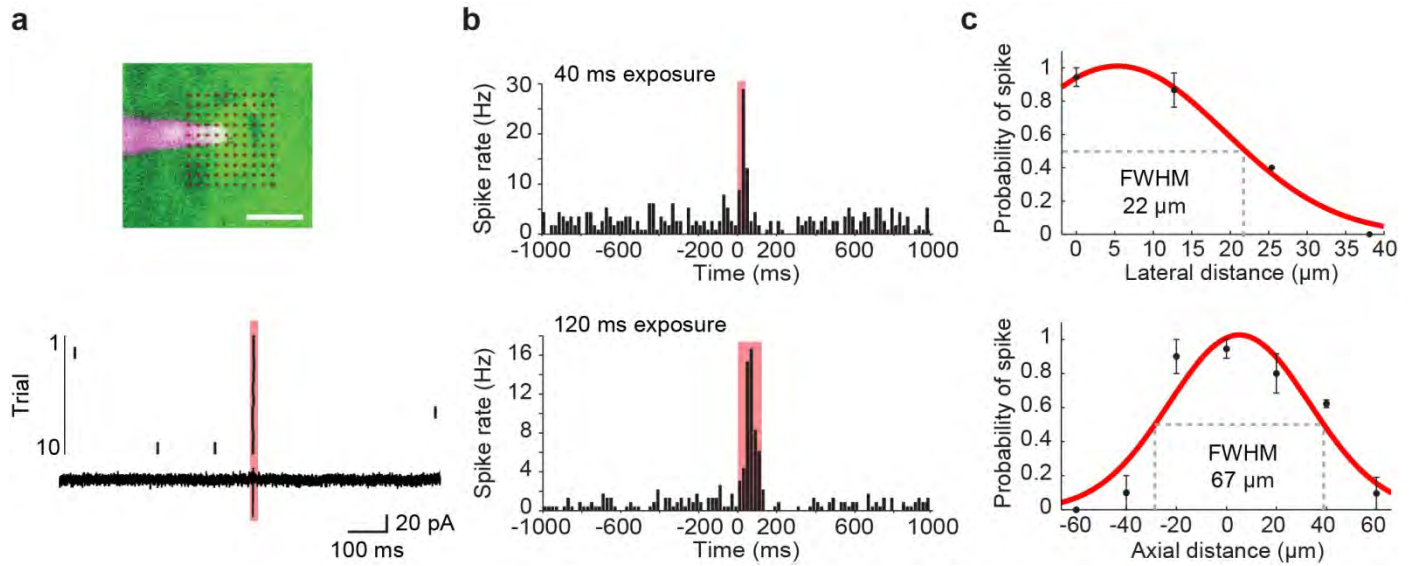 a
1
Trial
10
20 pA
100 ms
b
40 ms exposure
30
20
10
0
Spike rate (Hz)
-1000 -600 -200 0 200 600 1000
Time (ms)
120 ms exposure
16
12
8
4
0
Spike rate (Hz)
-1000 -600 -200 0 200 600 1000
Time (ms)
c
1
0.8
0.6
0.4
0.2
0
Probability of spike
FWHM
22 µm
0 5 10 15 20 25 30 35 40
Lateral distance (µm)
1
0.8
0.6
0.4
0.2
0
Probability of spike
FWHM
67 µm
-60 -40 -20 0 20 40 60
Axial distance (µm)